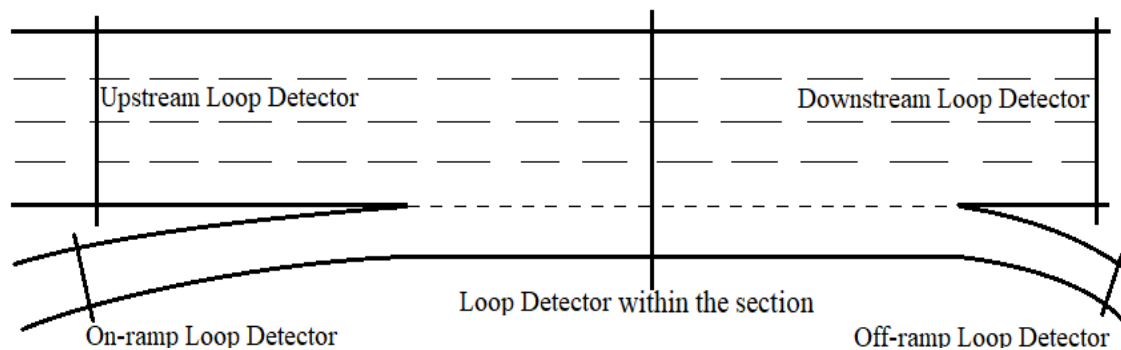 Upstream Loop Detector
Downstream Loop Detector
Loop Detector within the section
On-ramp Loop Detector
Off-ramp Loop Detector